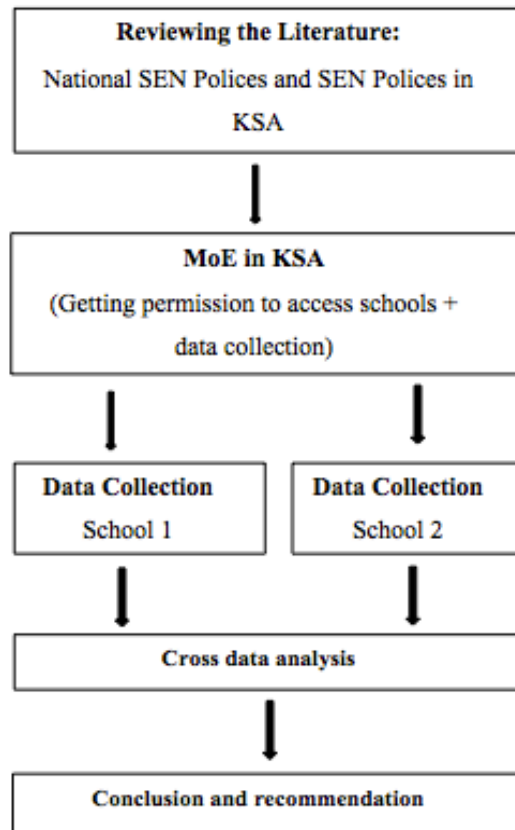 Reviewing the Literature:
National SEN Polices and SEN Polices in
KSA
MoE in KSA
(Getting permission to access schools +
data collection)
Data Collection
School 1
Data Collection
School 2
Cross data analysis
Conclusion and recommendation